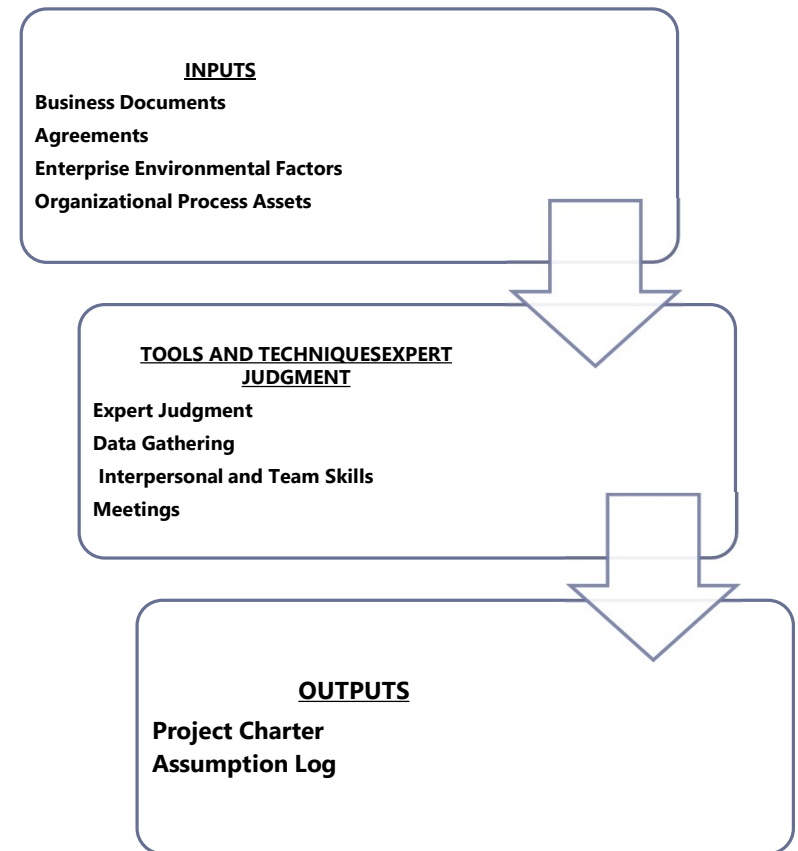 INPUTS
Business Documents
Agreements
Enterprise Environmental Factors
Organizational Process Assets
TOOLS AND TECHNIQUESEXPERT
JUDGMENT
Expert Judgment
Data Gathering
Interpersonal and Team Skills
Meetings
OUTPUTS
Project Charter
Assumption Log